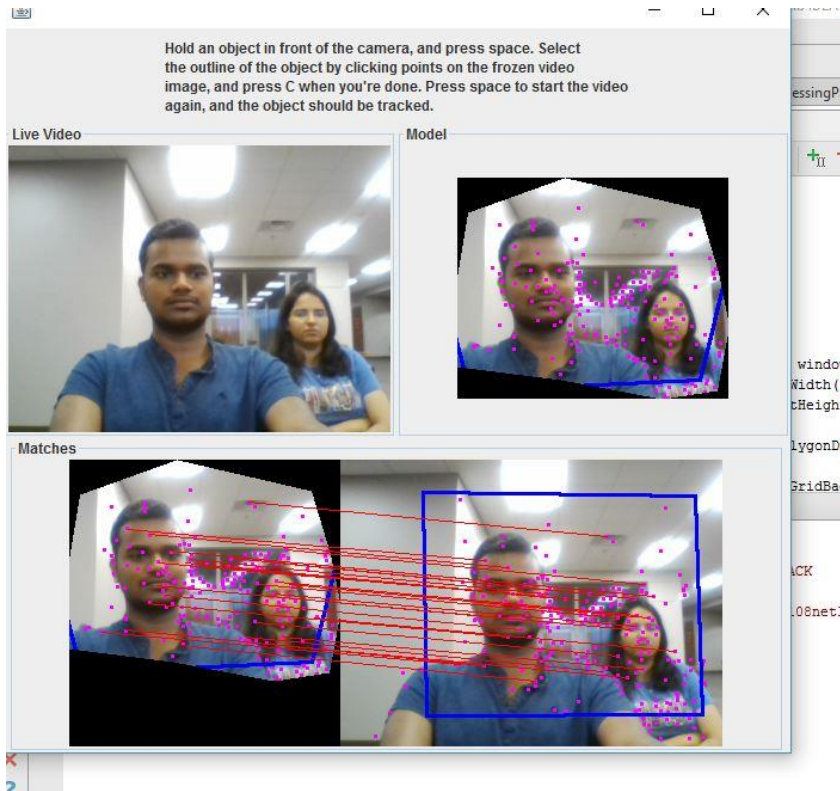 Hold an object in front of the camera, and press space. Select
the outline of the object by clicking points on the frozen video
image, and press C when you're done. Press space to start the video
again, and the object should be tracked.
essingP
Live Video
Model
windo
Width(
tHeigh
lygonD
Matches
GridBa
ACK
.08net